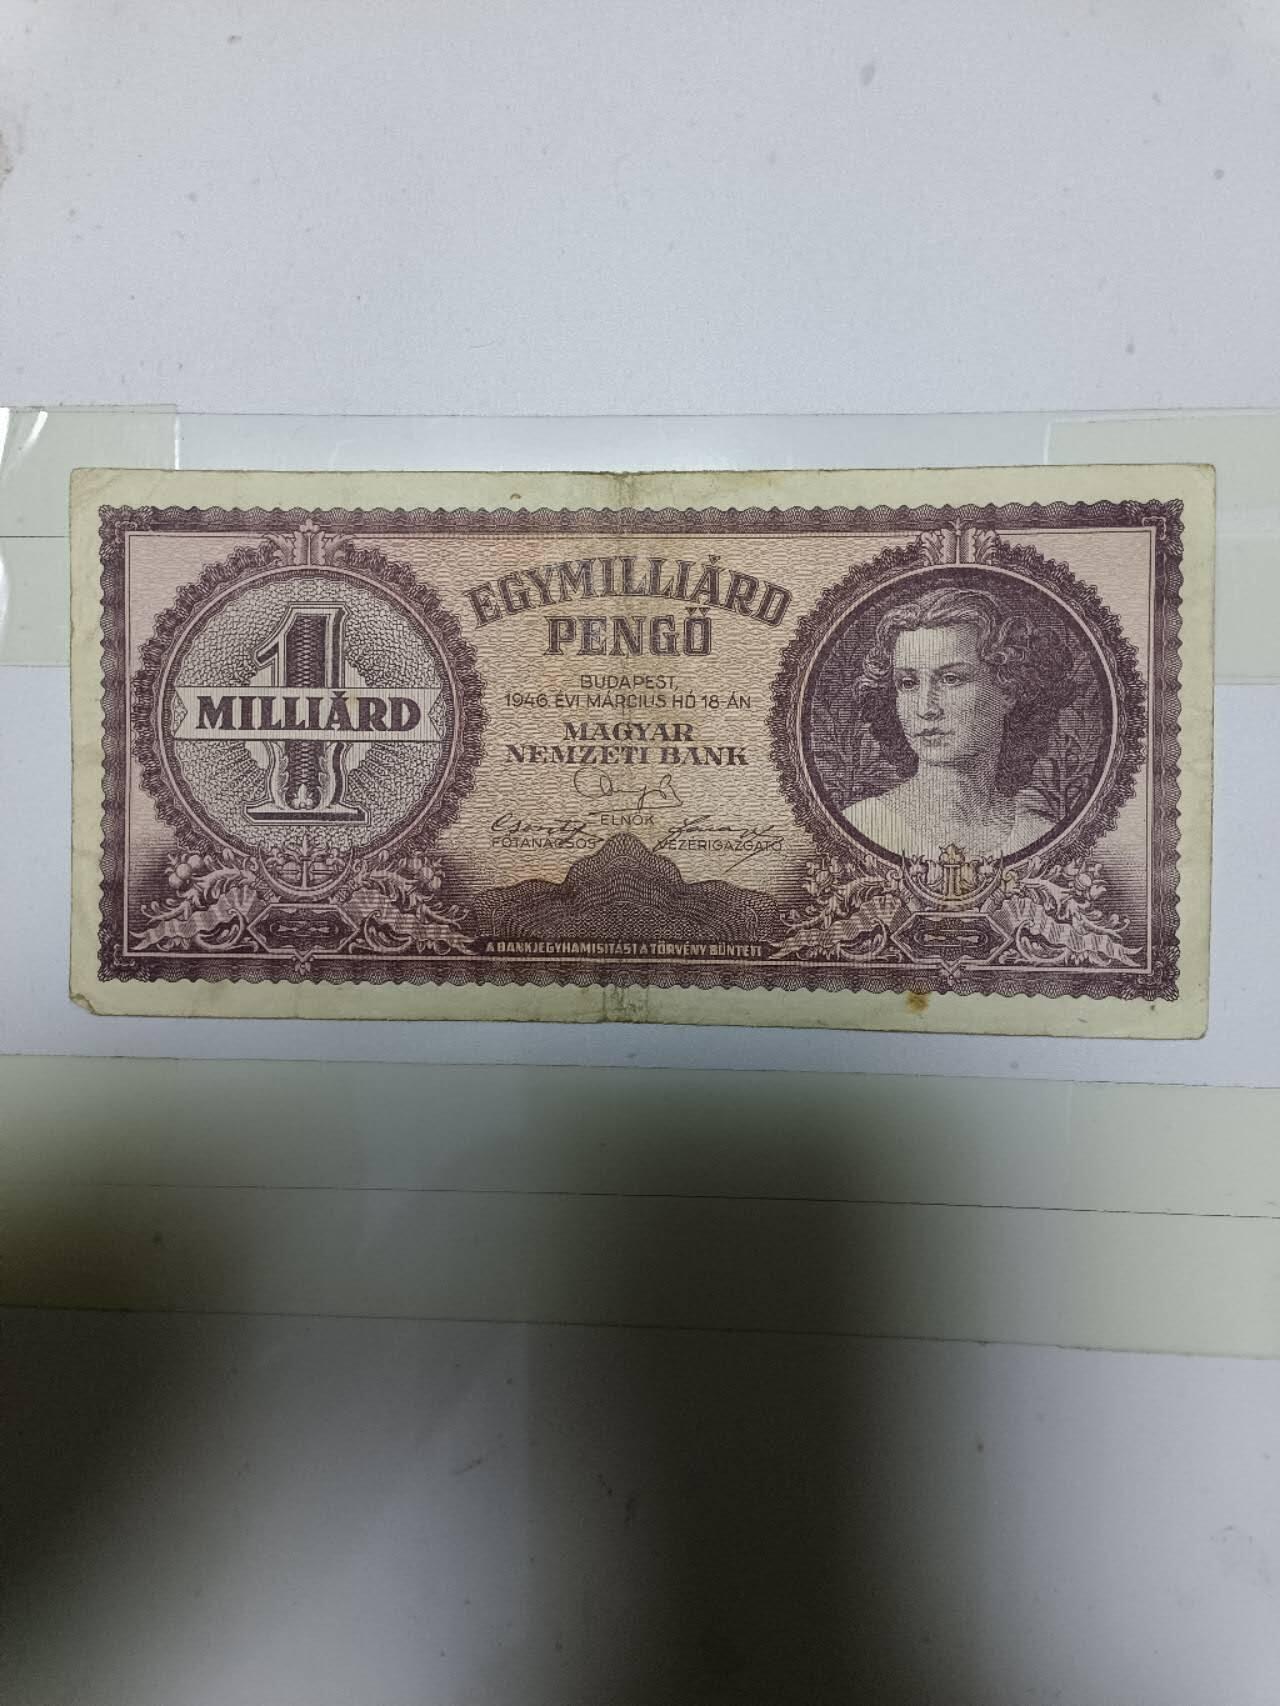 EGYMILLIÁRD
PENGŐ
1
MILLIÁRD
BUDAPEST,
1946. ÉVI MÁRCIUS HÓ 18-ÁN
MAGYAR
NEMZETI BANK
ELNÖK
FŐTANÁCSOS VEZÉRIGAZGATÓ
A BANKJEGYHAMISITÁST A TÖRVÉNY BÜNTETI